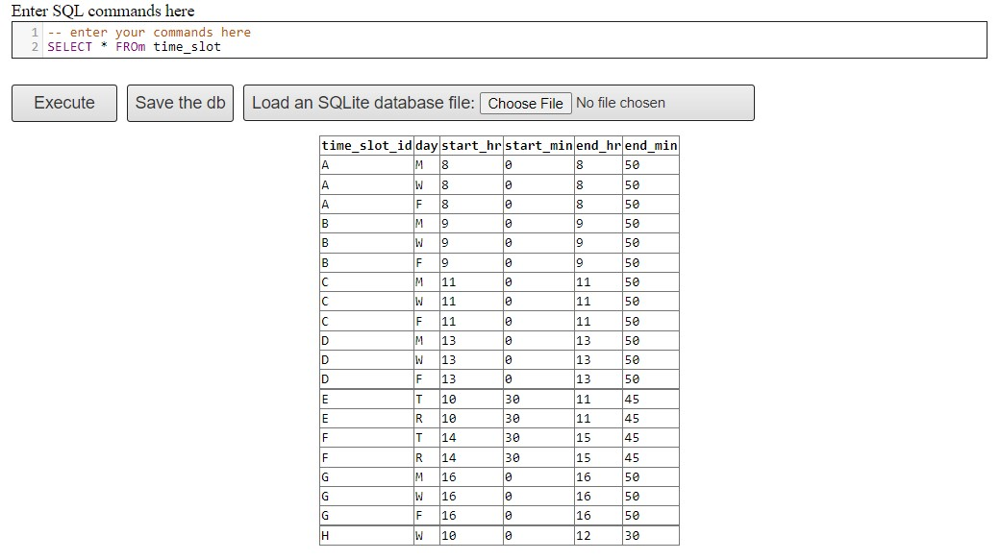 Enter SQL commands here
1 -- enter your commands here
2 SELECT * FROm time_slot
Execute Save the db Load an SQLite database file: Choose File No file chosen
time_slot_id day start_hr start_min end_hr end_min
A M 8 0 8 50
A W 8 0 8 50
A F 8 0 8 50
B M 9 0 9 50
B W 9 0 9 50
B F 9 0 9 50
C M 11 0 11 50
C W 11 0 11 50
C F 11 0 11 50
D M 13 0 13 50
D W 13 0 13 50
D F 13 0 13 50
E T 10 30 11 45
E R 10 30 11 45
F T 14 30 15 45
F R 14 30 15 45
G M 16 0 16 50
G W 16 0 16 50
G F 16 0 16 50
H W 10 0 12 30